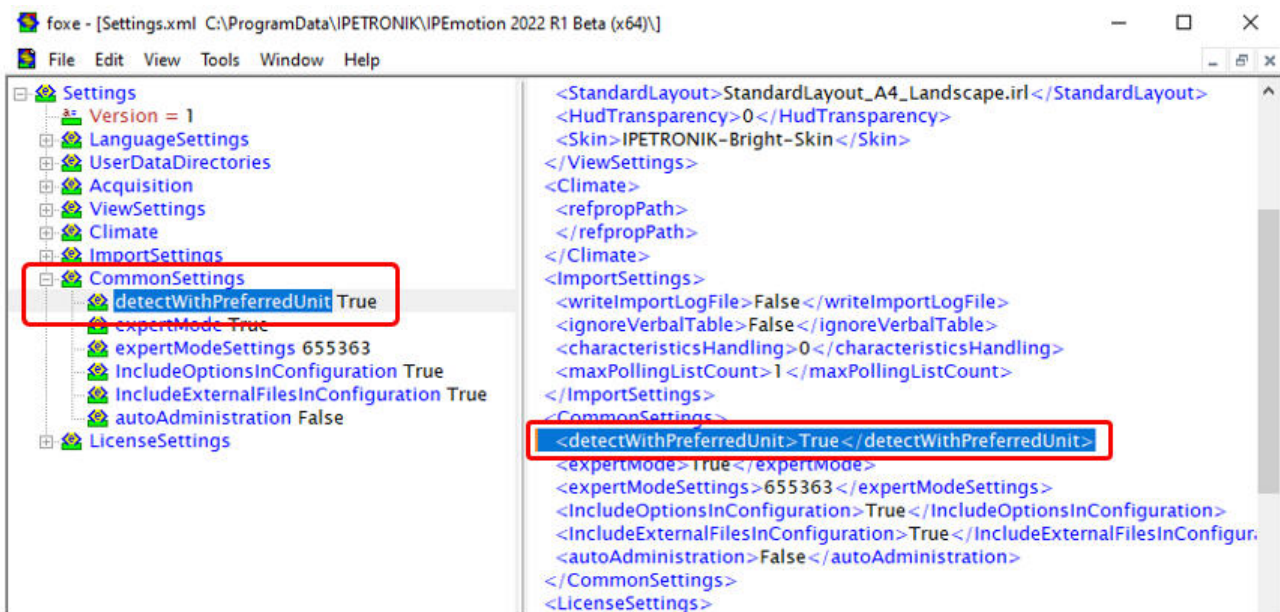 foxe - [Settings.xml C:\ProgramData\IPETRONIK\IPEmotion 2022 R1 Beta (x64)\]
File Edit View Tools Window Help
Settings
Version = 1
LanguageSettings
UserDataDirectories
Acquisition
ViewSettings
Climate
ImportSettings
CommonSettings
detectWithPreferredUnit True
expertMode True
expertModeSettings 655363
IncludeOptionsInConfiguration True
IncludeExternalFilesInConfiguration True
autoAdministration False
LicenseSettings
<StandardLayout>StandardLayout_A4_Landscape.irl</StandardLayout>
<HudTransparency>0</HudTransparency>
<Skin>IPETRONIK-Bright-Skin</Skin>
</ViewSettings>
<Climate>
<refpropPath>
</refpropPath>
</Climate>
<ImportSettings>
<writeImportLogFile>False</writeImportLogFile>
<ignoreVerbalTable>False</ignoreVerbalTable>
<characteristicsHandling>0</characteristicsHandling>
<maxPollingListCount>1</maxPollingListCount>
</ImportSettings>
<CommonSettings>
<detectWithPreferredUnit>True</detectWithPreferredUnit>
<expertMode>True</expertMode>
<expertModeSettings>655363</expertModeSettings>
<IncludeOptionsInConfiguration>True</IncludeOptionsInConfiguration>
<IncludeExternalFilesInConfiguration>True</IncludeExternalFilesInConfigur
<autoAdministration>False</autoAdministration>
</CommonSettings>
<LicenseSettings>